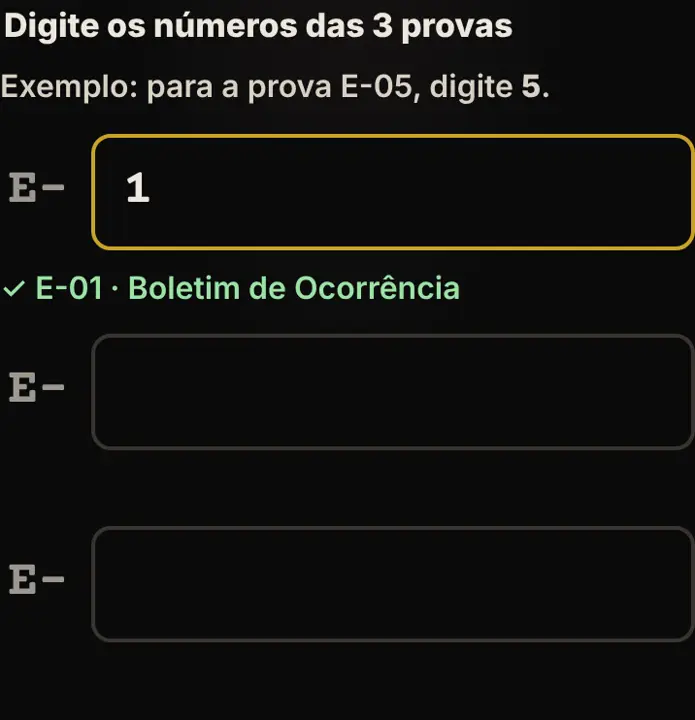 Digite os números das 3 provas
Exemplo: para a prova E-05, digite 5.
E- 1
✓ E-01 · Boletim de Ocorrência
E-
E-